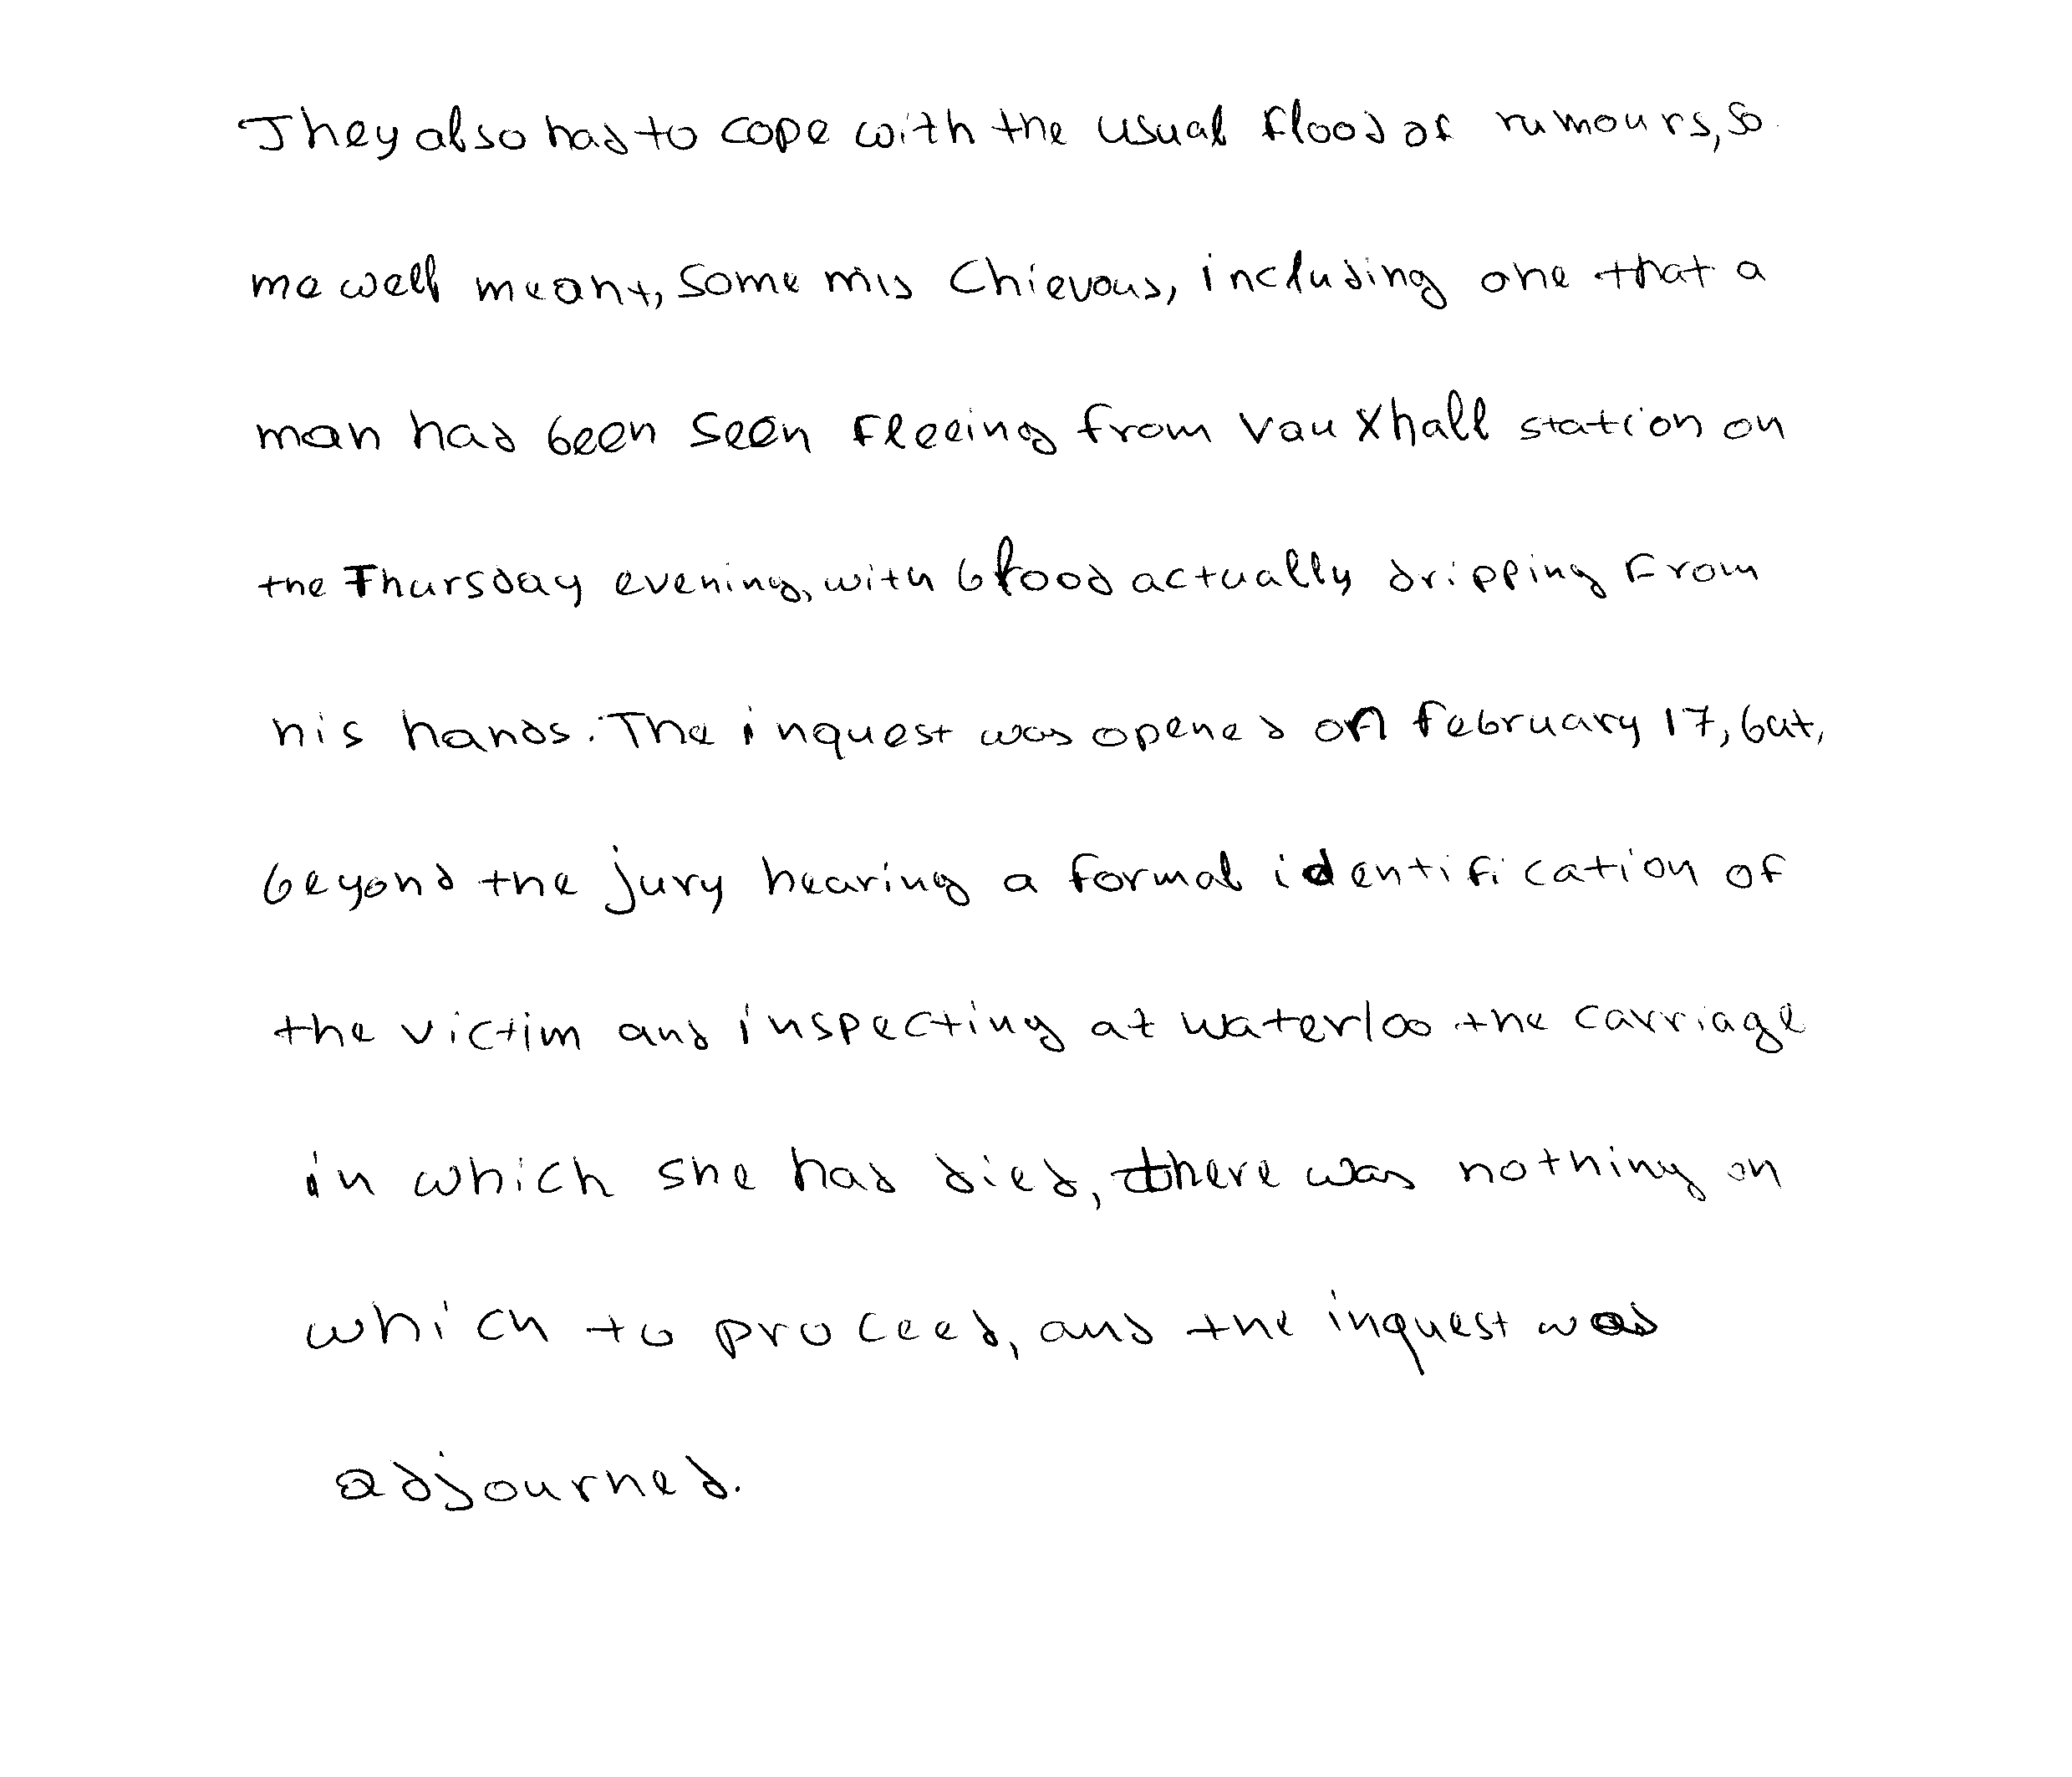 They also had to cope with the usual flood of rumours, so
me well meant, some mis chievous, including one that a
man had been seen fleeing from Vauxhall station on
the Thursday evening, with blood actually dripping from
his hands. The inquest was opened on february 17, but,
beyond the jury hearing a formal identification of
the victim and inspecting at waterloo the carriage
in which she had died, there was nothing on
which to proceed, and the inquest was
adjourned.